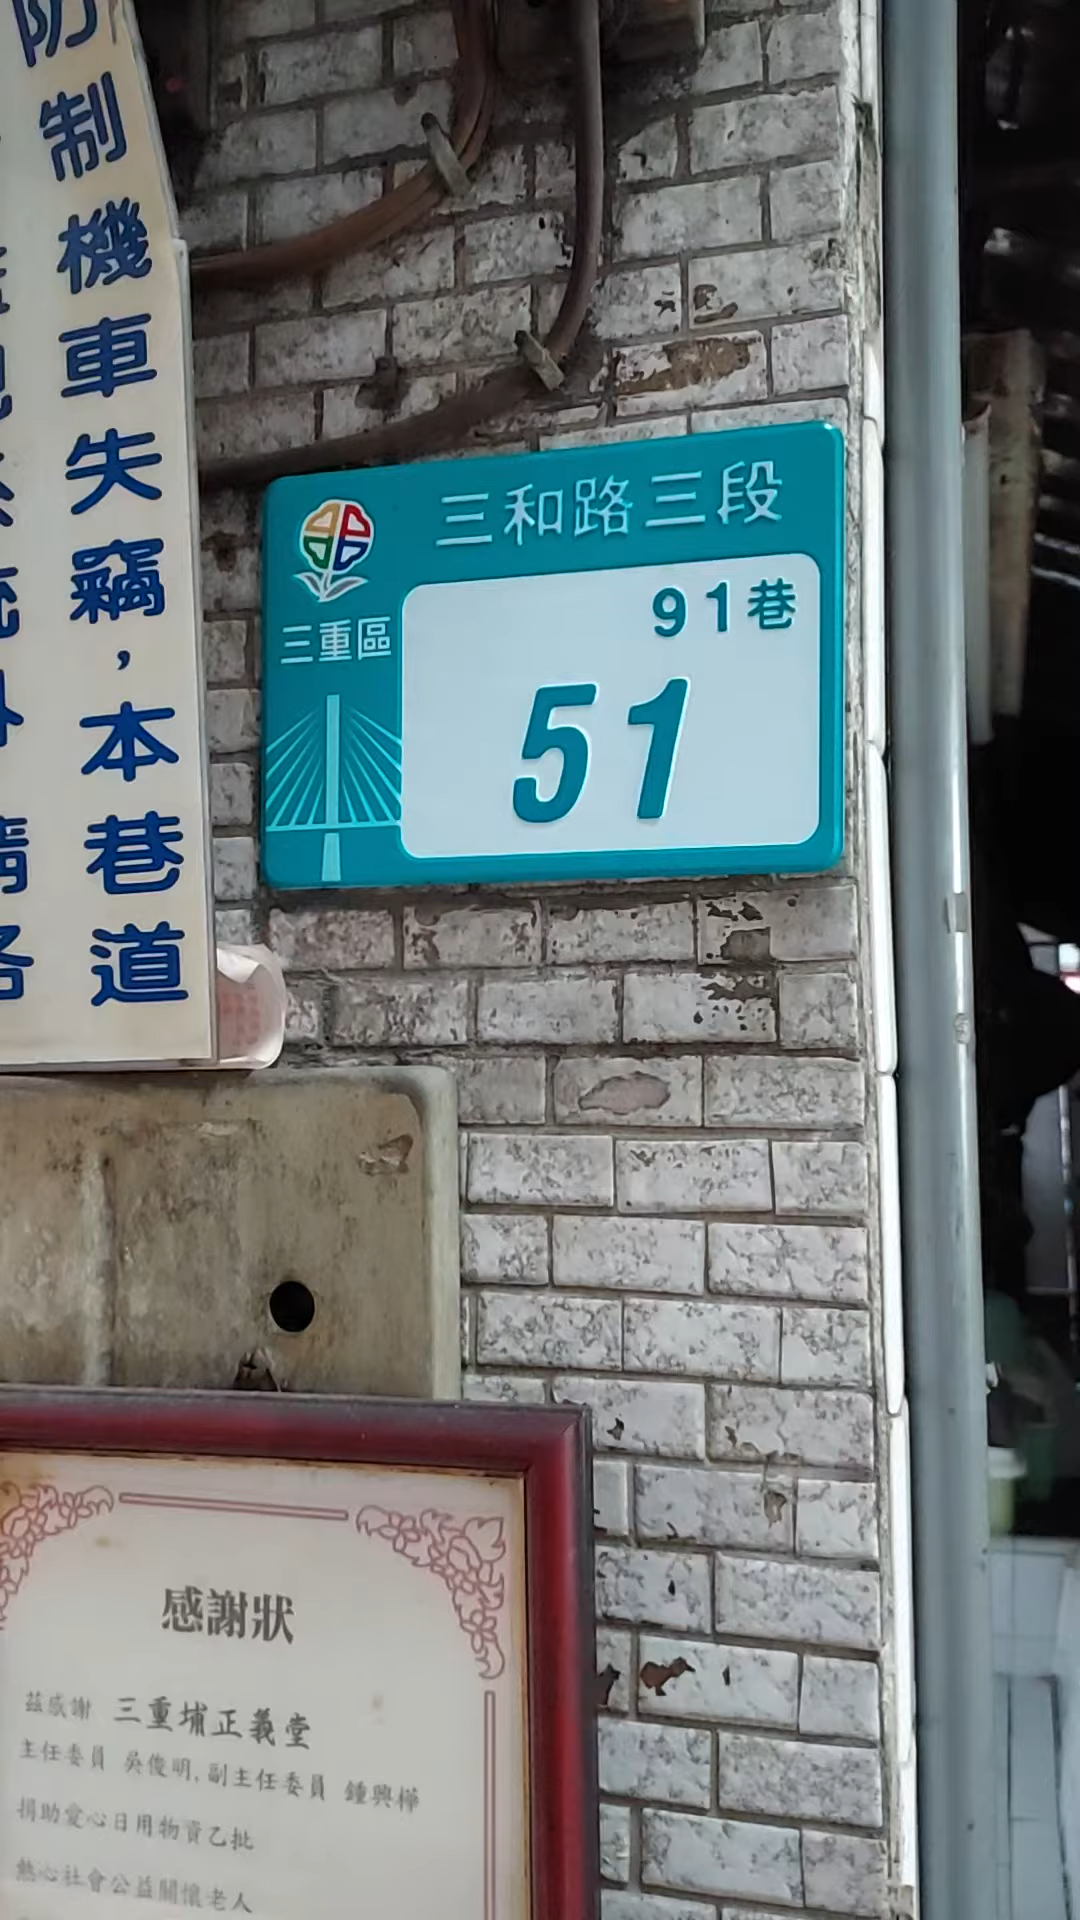 防制機車失竊，本巷道
三和路三段
三重區
91巷
51
感謝狀
茲感謝 三重埔正義堂
主任委員 吳俊明,副主任委員 鍾興樺
捐助愛心日用物資乙批
熱心社會公益關懷老人